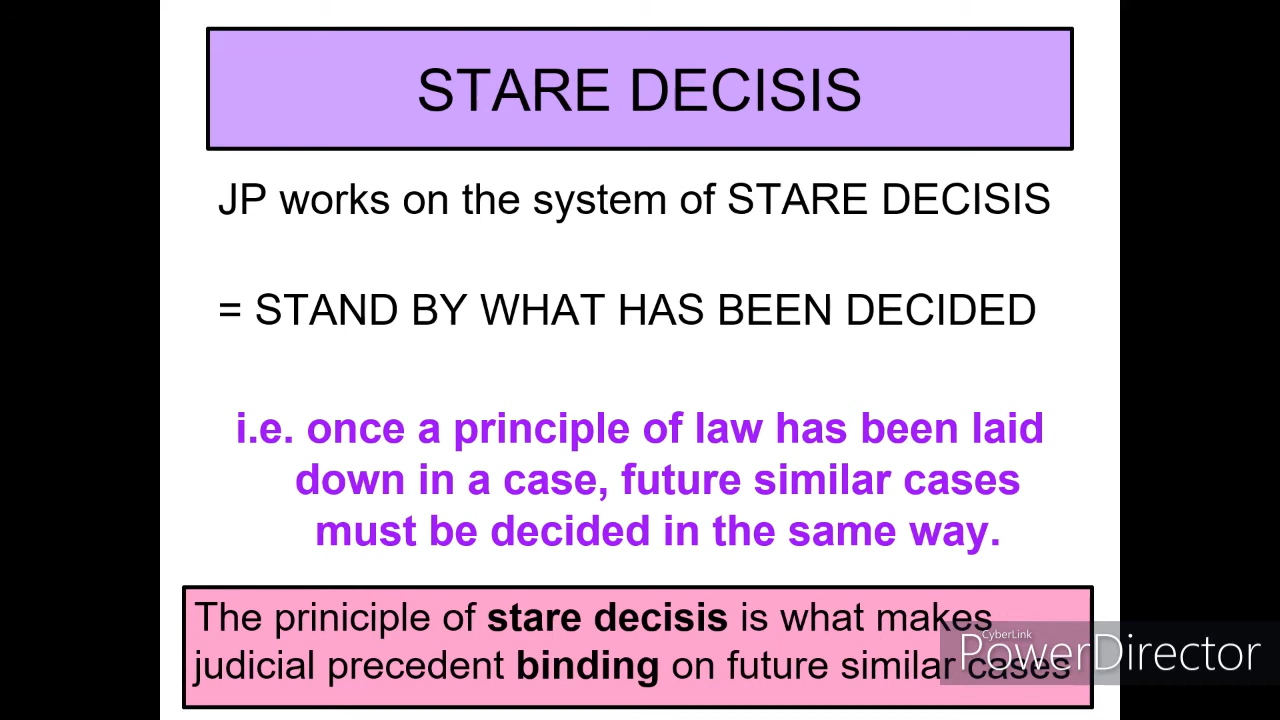 STARE DECISIS
JP works on the system of STARE DECISIS
= STAND BY WHAT HAS BEEN DECIDED
i.e. once a principle of law has been laid
down in a case, future similar cases
must be decided in the same way.
The priniciple of stare decisis is what makes
judicial precedent binding on future similar cases
CyberLink
PowerDirector